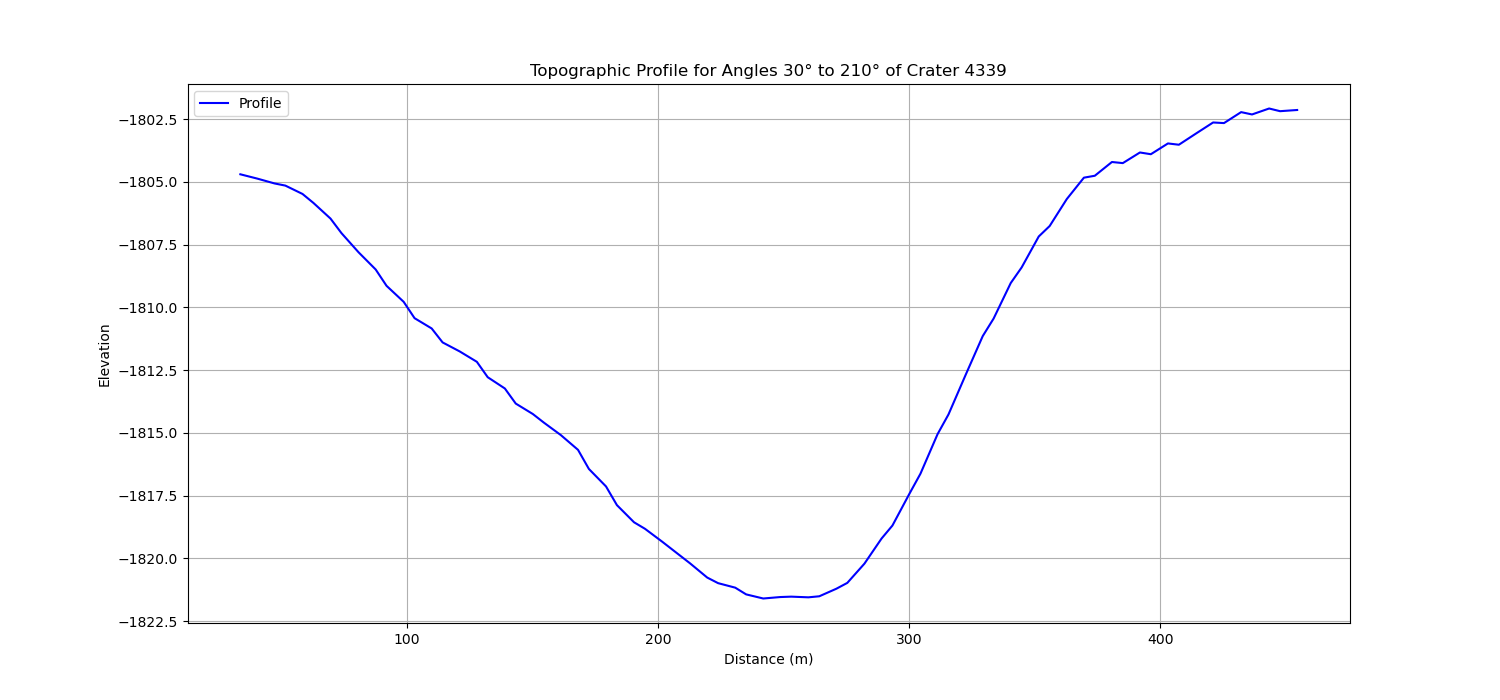 Topographic Profile for Angles 30° to 210° of Crater 4339
Profile
−1802.5
−1805.0
−1807.5
−1810.0
−1812.5
−1815.0
−1817.5
−1820.0
−1822.5
Elevation
100 200 300 400
Distance (m)